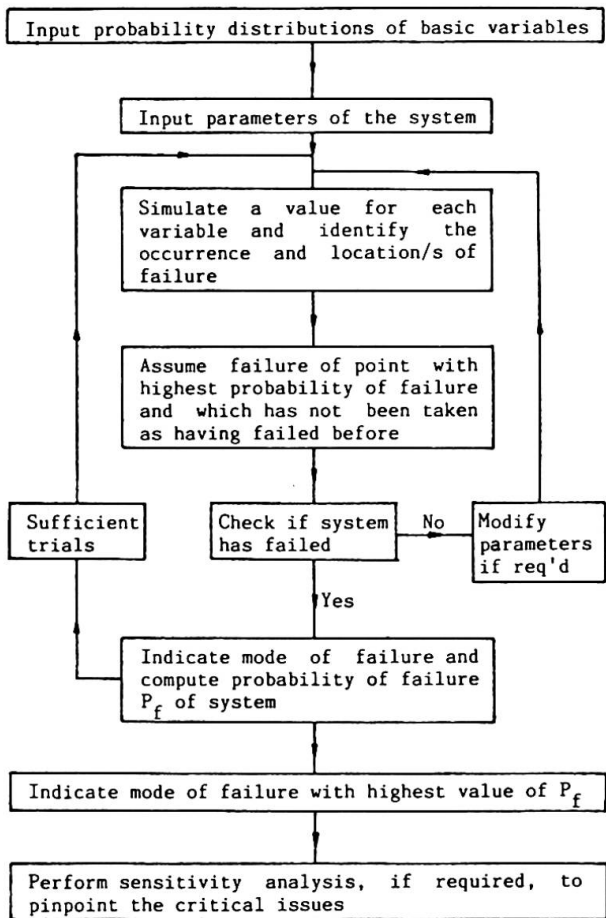 Input probability distributions of basic variables
Input parameters of the system
Simulate a value for each
variable and identify the
occurrence and location/s of
failure
Assume failure of point with
highest probability of failure
and which has not been taken
as having failed before
Sufficient
trials
Check if system
has failed
No
Modify
parameters
if req'd
Yes
Indicate mode of failure and
compute probability of failure
P_f of system
Indicate mode of failure with highest value of P_f
Perform sensitivity analysis, if required, to
pinpoint the critical issues